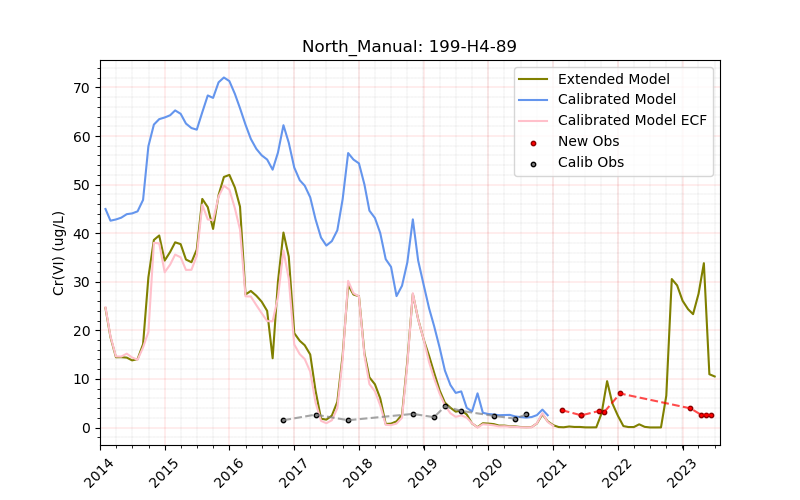 North_Manual: 199-H4-89
Cr(VI) (ug/L)
70
60
50
40
30
20
10
0
2014
2015
2016
2017
2018
2019
2020
2021
2022
2023
Extended Model
Calibrated Model
Calibrated Model ECF
New Obs
Calib Obs